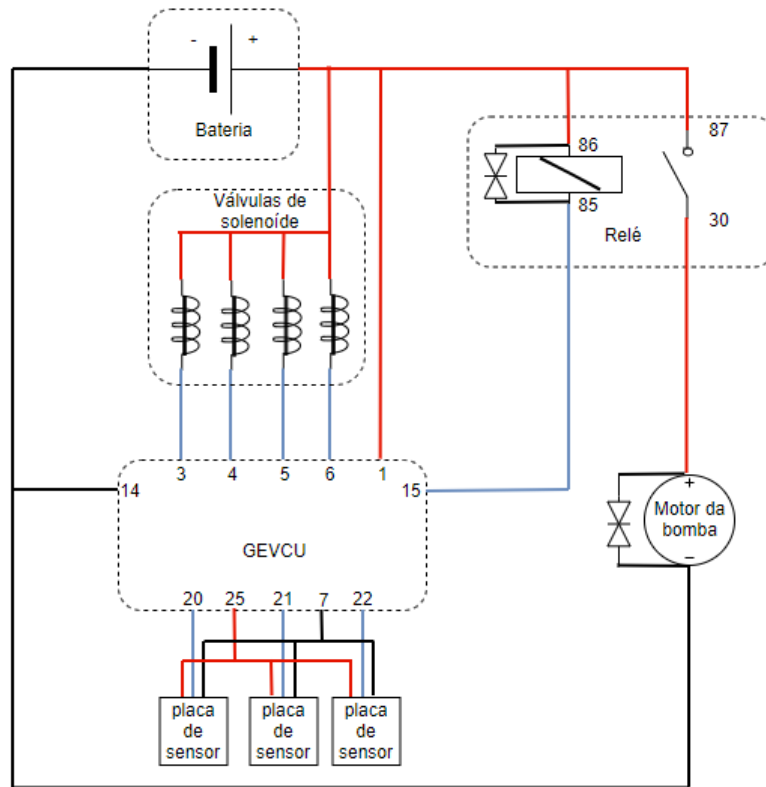 - +
Bateria
87
86
85
30
Relé
Válvulas de
solenoíde
3 4 5 6 1
14
15
GEVCU
+
Motor da
bomba
–
20 25 21 7 22
placa
de
sensor
placa
de
sensor
placa
de
sensor